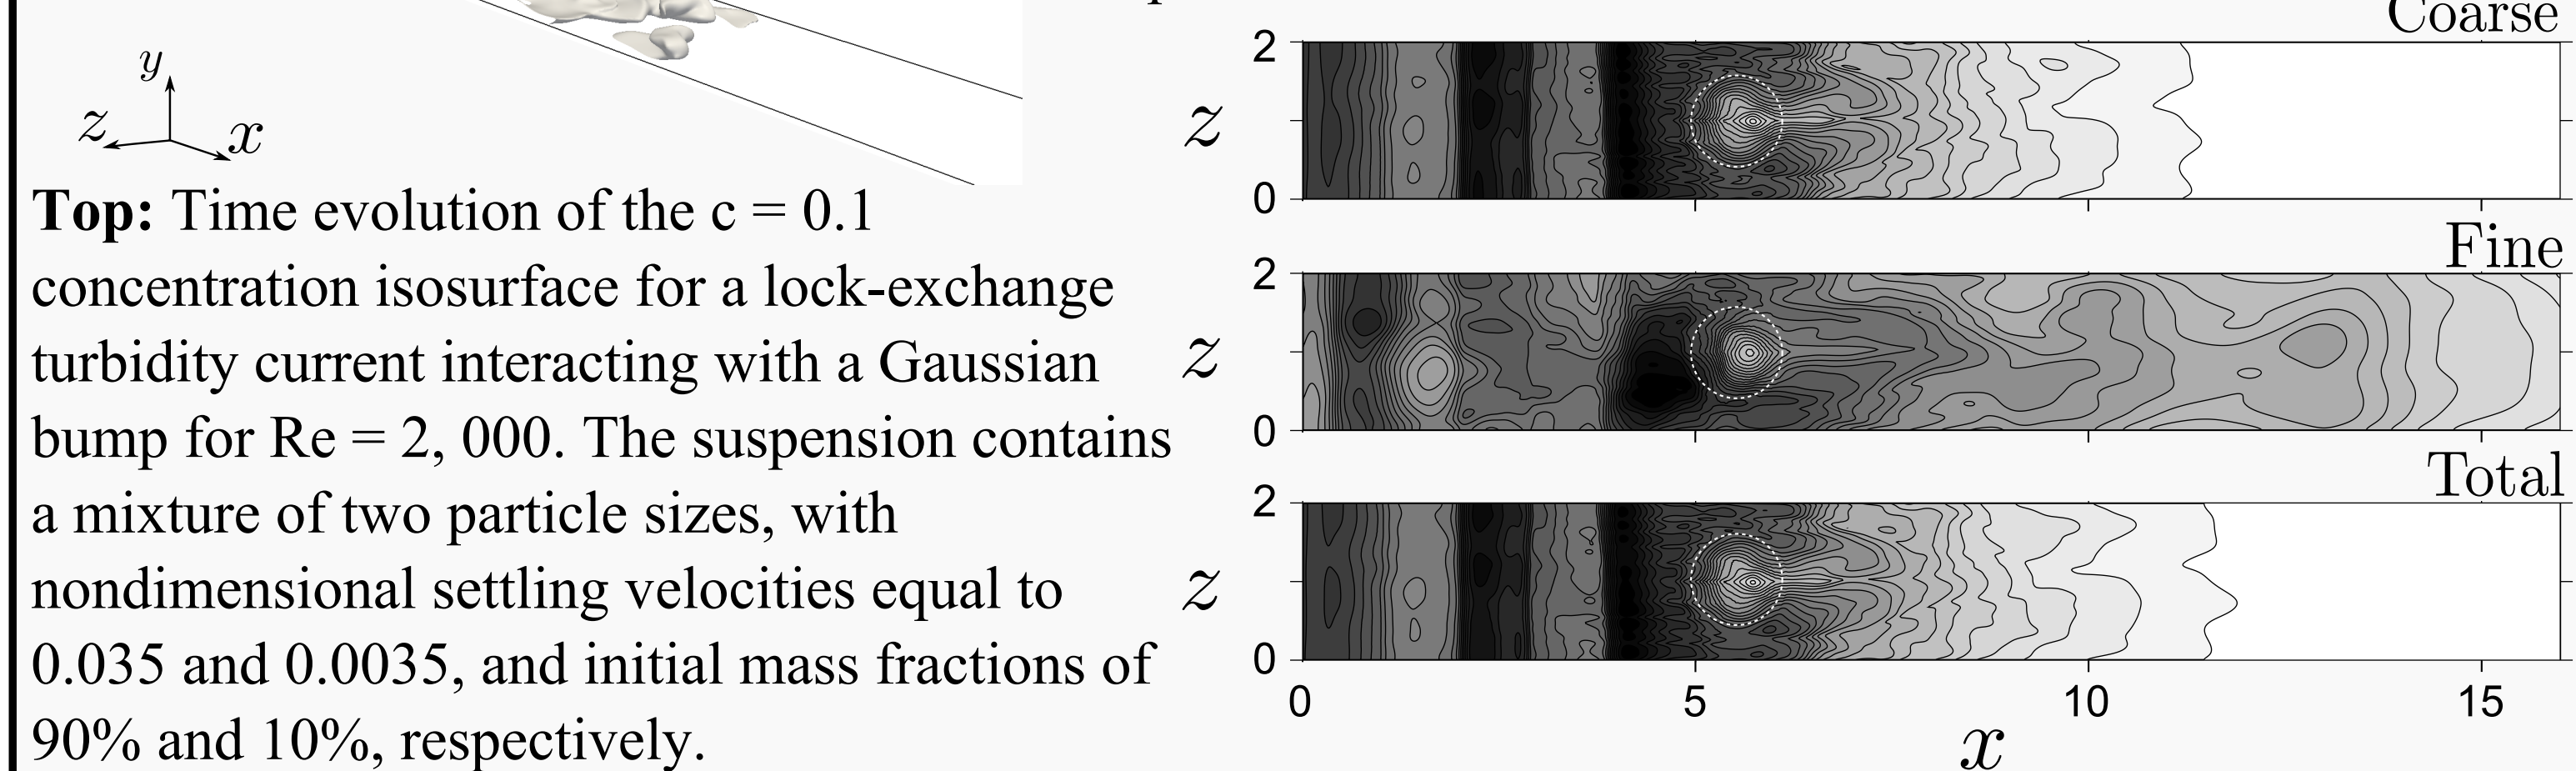 y
z
x
Top: Time evolution of the c = 0.1
concentration isosurface for a lock-exchange
turbidity current interacting with a Gaussian
bump for Re = 2, 000. The suspension contains
a mixture of two particle sizes, with
nondimensional settling velocities equal to
0.035 and 0.0035, and initial mass fractions of
90% and 10%, respectively.
Coarse
2
z
0
Fine
2
z
0
Total
2
z
0
0 5 10 15
x